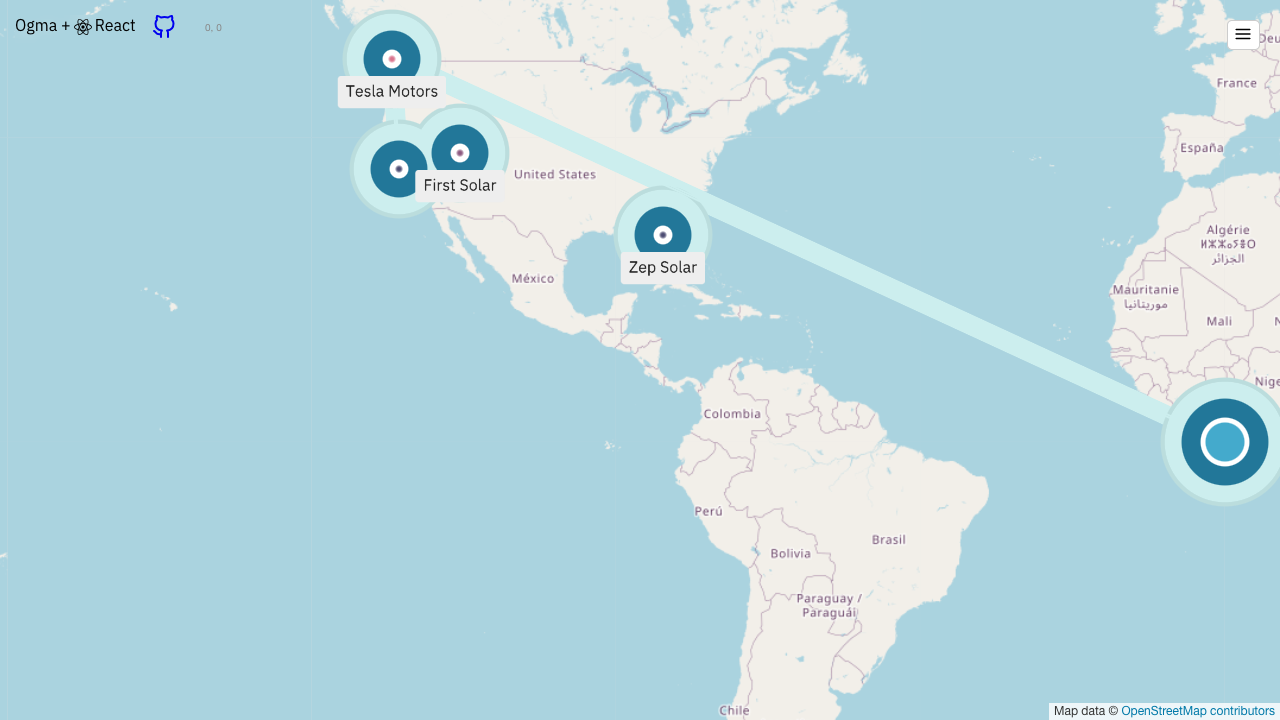 Ogma + React
0, 0
Deu
France
Tesla Motors
España
United States
First Solar
Algérie
ⵍⵣⵣⴰⵢⴻⵔ
الجزائر
Zep Solar
México
Mauritanie
موريتانيا
Mali
Nige
Colombia
Perú
Brasil
Bolivia
Paraguay /
Paraguái
Chile
Map data © OpenStreetMap contributors